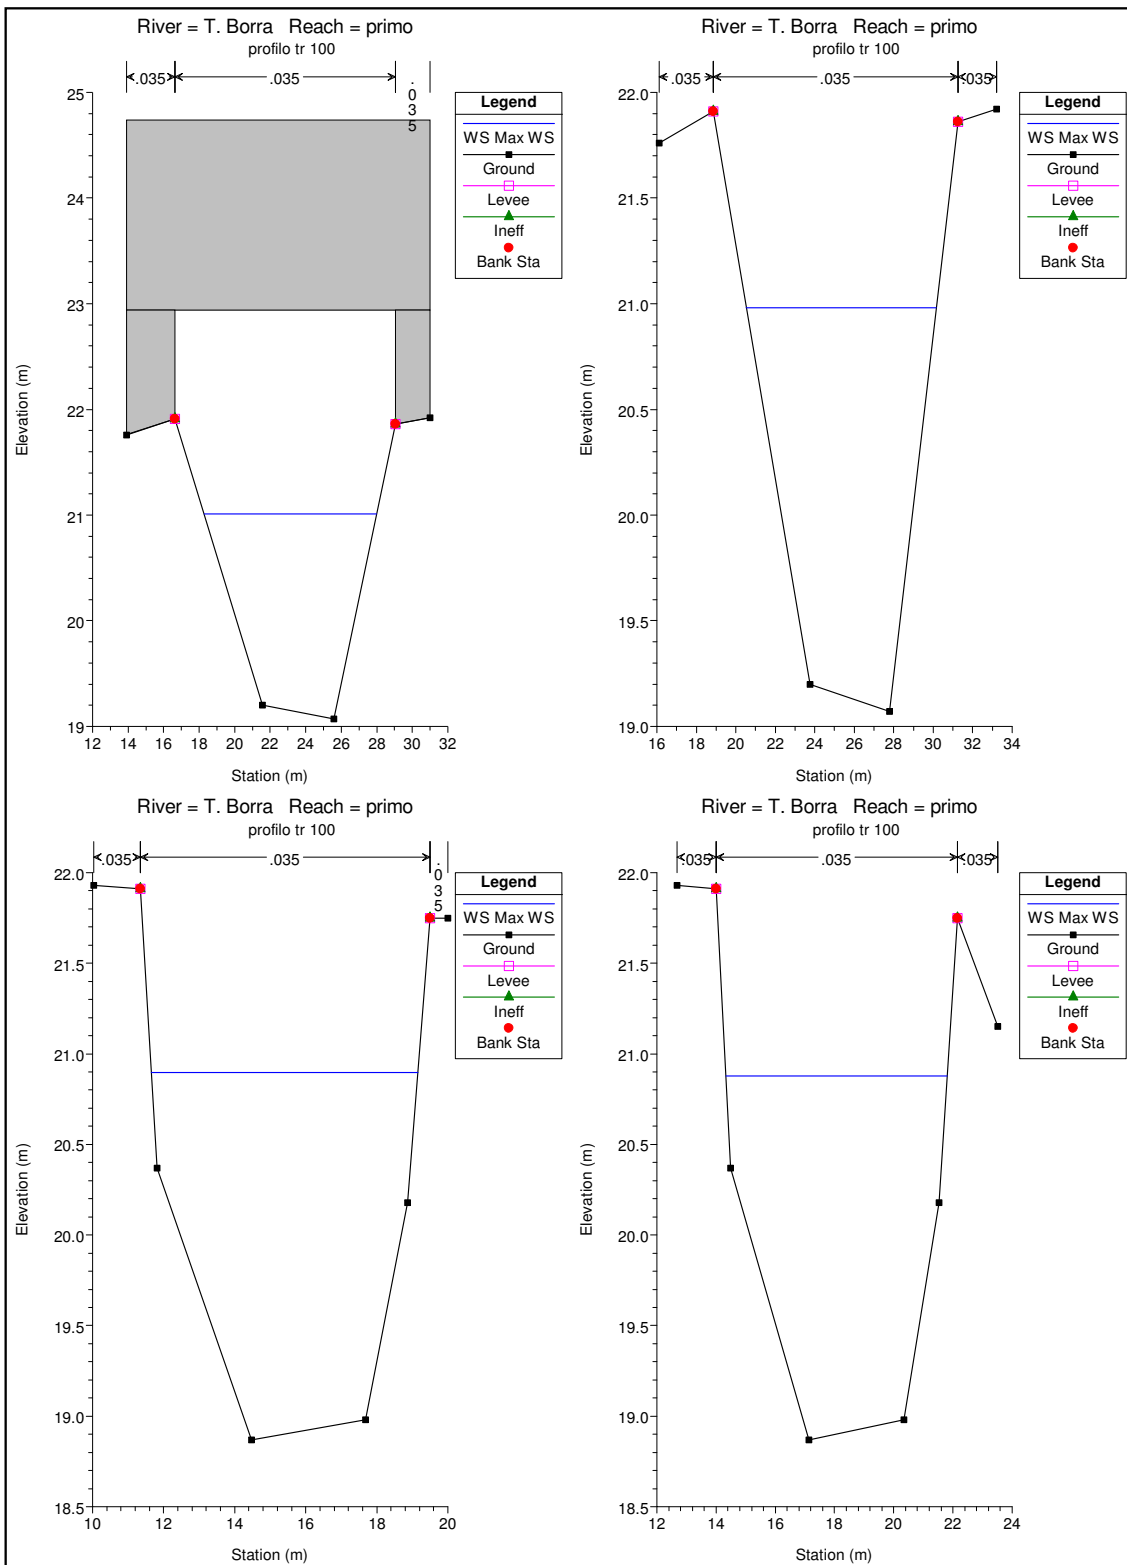 River = T. Borra   Reach = primo
profilo tr 100
.035
.035
.035
25
24
23
22
21
20
19
12 14 16 18 20 22 24 26 28 30 32
Elevation (m)
Station (m)
Legend
WS Max WS
Ground
Levee
Ineff
Bank Sta
River = T. Borra   Reach = primo
profilo tr 100
.035
.035
.035
22.0
21.5
21.0
20.5
20.0
19.5
19.0
16 18 20 22 24 26 28 30 32 34
Elevation (m)
Station (m)
Legend
WS Max WS
Ground
Levee
Ineff
Bank Sta
River = T. Borra   Reach = primo
profilo tr 100
.035
.035
.035
22.0
21.5
21.0
20.5
20.0
19.5
19.0
18.5
10 12 14 16 18 20
Elevation (m)
Station (m)
Legend
WS Max WS
Ground
Levee
Ineff
Bank Sta
River = T. Borra   Reach = primo
profilo tr 100
.035
.035
.035
22.0
21.5
21.0
20.5
20.0
19.5
19.0
18.5
12 14 16 18 20 22 24
Elevation (m)
Station (m)
Legend
WS Max WS
Ground
Levee
Ineff
Bank Sta